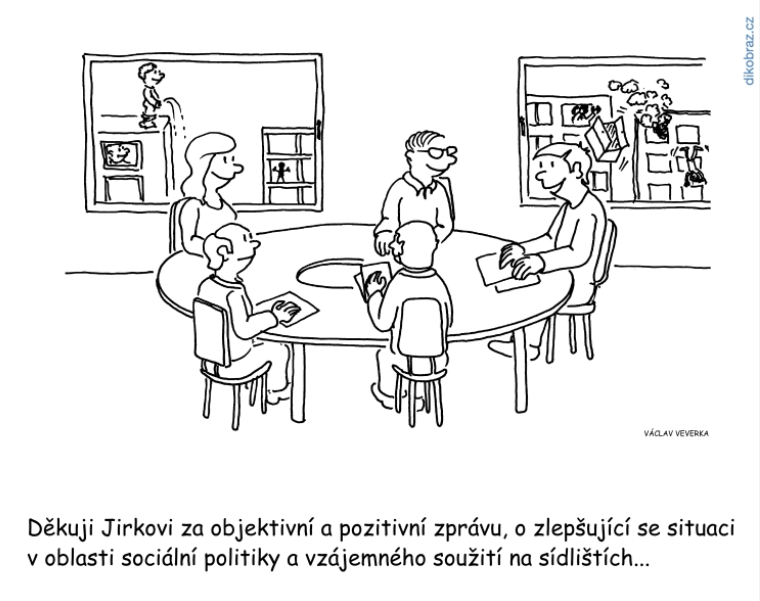 dikobraz.cz
VÁCLAV VEVERKA
Děkuji Jirkovi za objektivní a pozitivní zprávu, o zlepšující se situaci
v oblasti sociální politiky a vzájemného soužití na sídlištích...